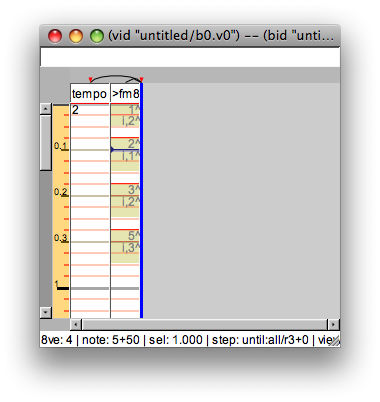 (vid "untitled/b0.v0") -- (bid "unti...
tempo >fm8
2 1^
i,2^
0.1 2^
i,1^
0.2 3^
i,2^
0.3 5^
i,3^
1
8ve: 4 | note: 5+50 | sel: 1.000 | step: until:all/r3+0 | vie